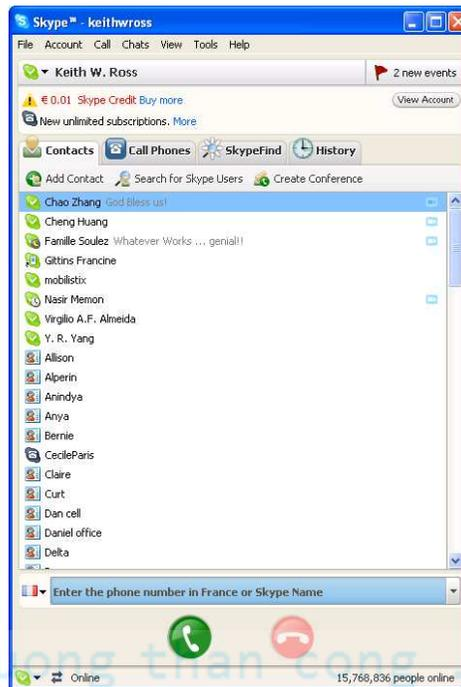 Skype™ - keithwross
File Account Call Chats View Tools Help
Keith W. Ross 2 new events
€ 0.01 Skype Credit Buy more View Account
New unlimited subscriptions. More
Contacts Call Phones SkypeFind History
Add Contact Search for Skype Users Create Conference
Chao Zhang God Bless us!
Cheng Huang
Famille Soulez Whatever Works ... genial!!
Gittins Francine
mobilistix
Nasir Memon
Virgilio A.F. Almeida
Y. R. Yang
Allison
Alperin
Anindya
Anya
Bernie
CecileParis
Claire
Curt
Dan cell
Daniel office
Delta
Enter the phone number in France or Skype Name
uong than cong
Online 15,768,836 people online